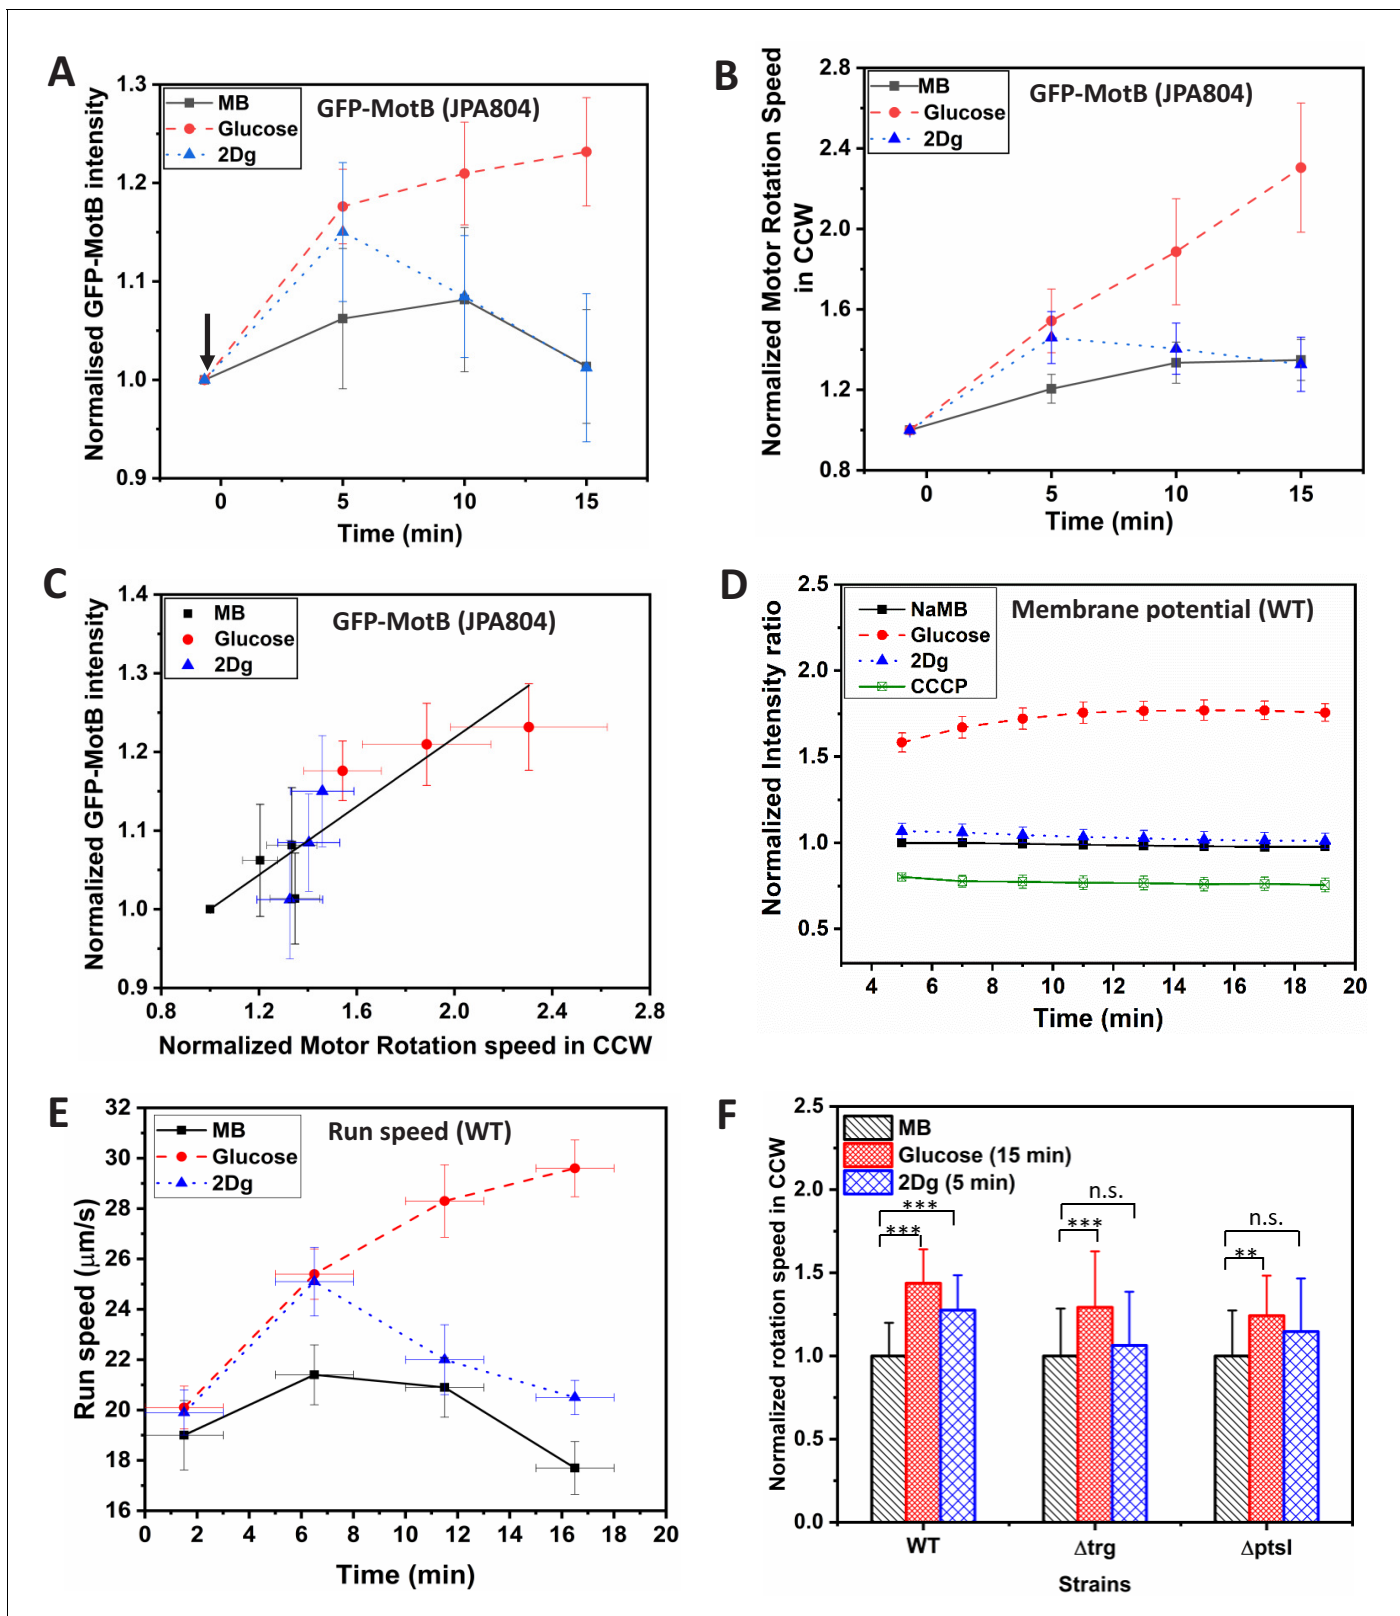 A
GFP-MotB (JPA804)
MB
Glucose
2Dg
Normalised GFP-MotB intensity
1.3
1.2
1.1
1.0
0.9
0 5 10 15
Time (min)
B
GFP-MotB (JPA804)
MB
Glucose
2Dg
Normalized Motor Rotation Speed
in CCW
2.8
2.4
2.0
1.6
1.2
0.8
0 5 10 15
Time (min)
C
GFP-MotB (JPA804)
MB
Glucose
2Dg
Normalized GFP-MotB intensity
1.4
1.3
1.2
1.1
1.0
0.9
0.8 1.2 1.6 2.0 2.4 2.8
Normalized Motor Rotation speed in CCW
D
Membrane potential (WT)
NaMB
Glucose
2Dg
CCCP
Normalized Intensity ratio
2.5
2.0
1.5
1.0
0.5
4 6 8 10 12 14 16 18 20
Time (min)
E
Run speed (WT)
MB
Glucose
2Dg
Run speed (μm/s)
32
30
28
26
24
22
20
18
16
0 2 4 6 8 10 12 14 16 18 20
Time (min)
F
MB
Glucose (15 min)
2Dg (5 min)
Normalized rotation speed in CCW
2.5
2.0
1.5
1.0
0.5
0.0
***
***
n.s.
***
n.s.
**
WT Δtrg ΔptsI
Strains